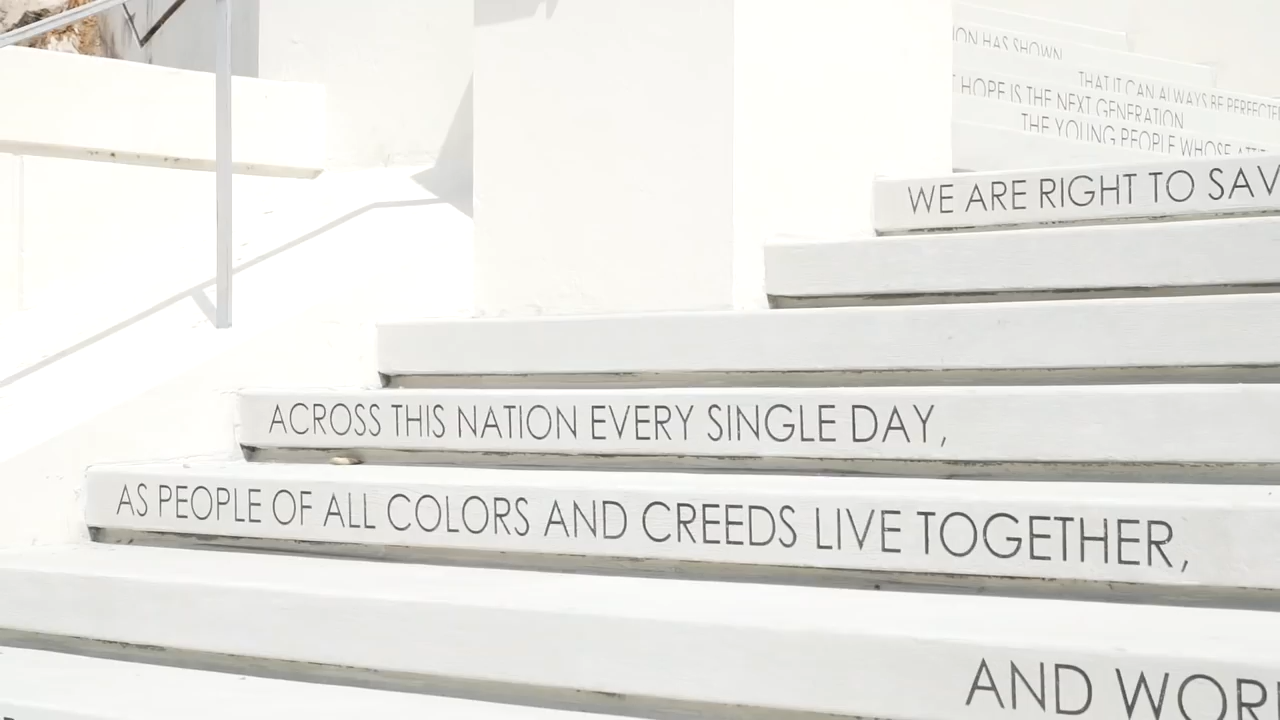 ION HAS SHOWN
THAT IT CAN ALWAYS BE PERFECTE
T HOPE IS THE NEXT GENERATION
THE YOUNG PEOPLE WHOSE
WE ARE RIGHT TO SAV
ACROSS THIS NATION EVERY SINGLE DAY,
AS PEOPLE OF ALL COLORS AND CREEDS LIVE TOGETHER,
AND WOR